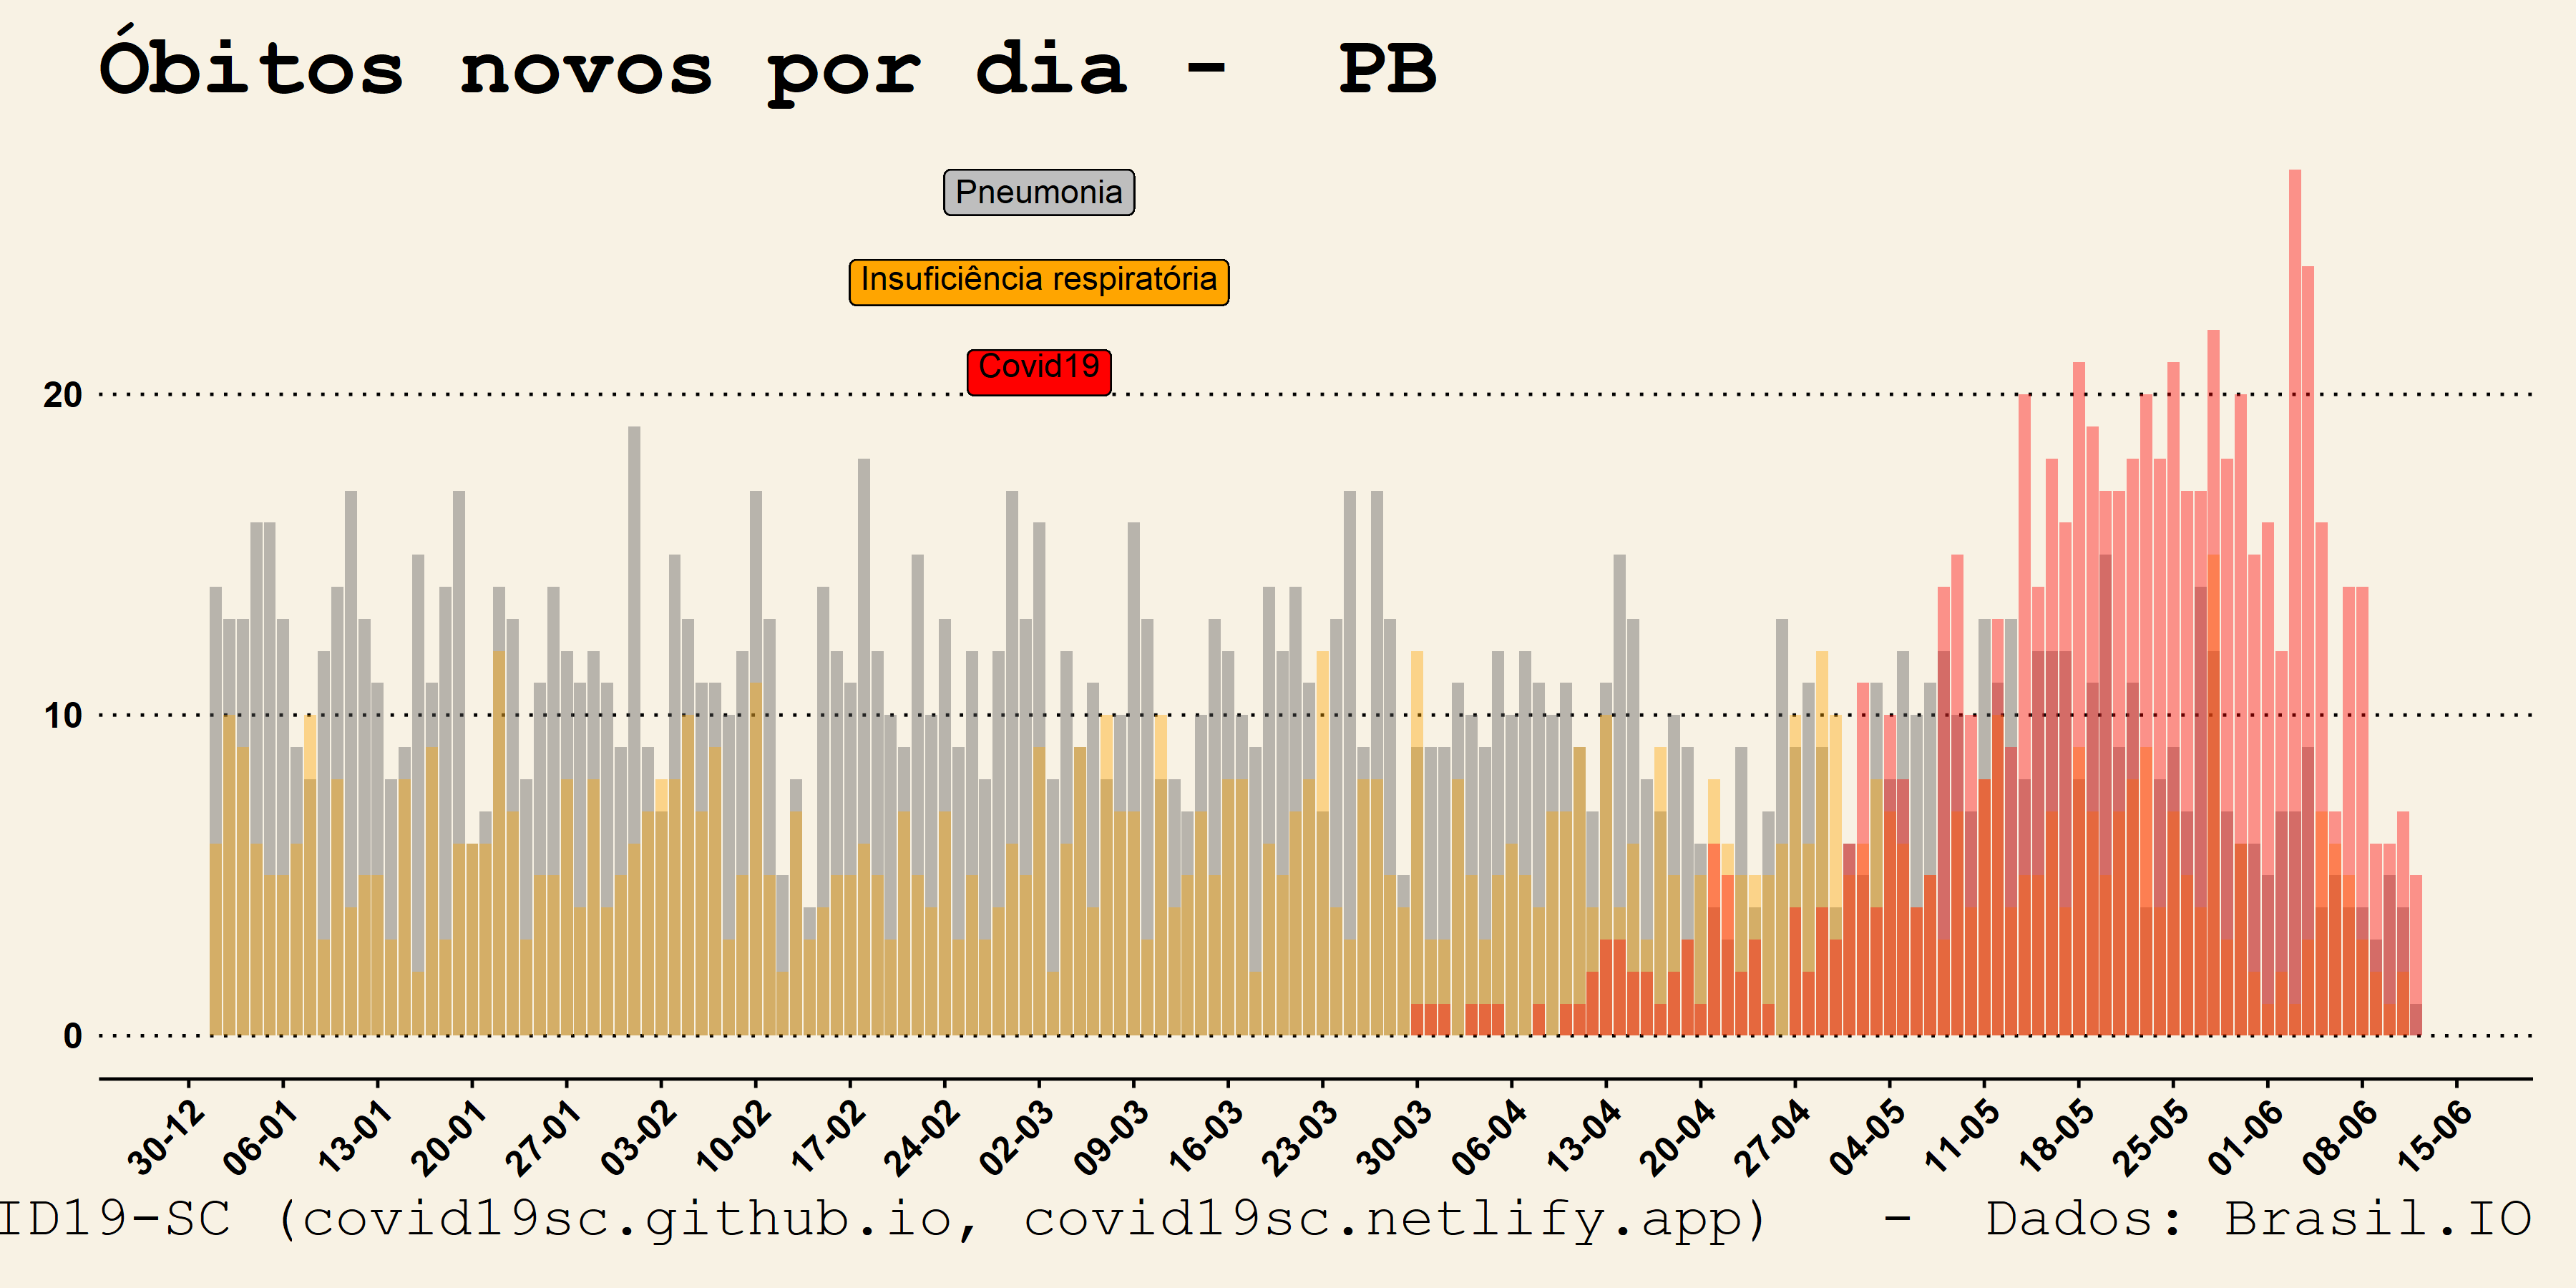 Óbitos novos por dia - PB
Pneumonia
Insuficiência respiratória
Covid19
20
10
0
30-12 06-01 13-01 20-01 27-01 03-02 10-02 17-02 24-02 02-03 09-03 16-03 23-03 30-03 06-04 13-04 20-04 27-04 04-05 11-05 18-05 25-05 01-06 08-06 15-06
ID19-SC (covid19sc.github.io, covid19sc.netlify.app) - Dados: Brasil.IO